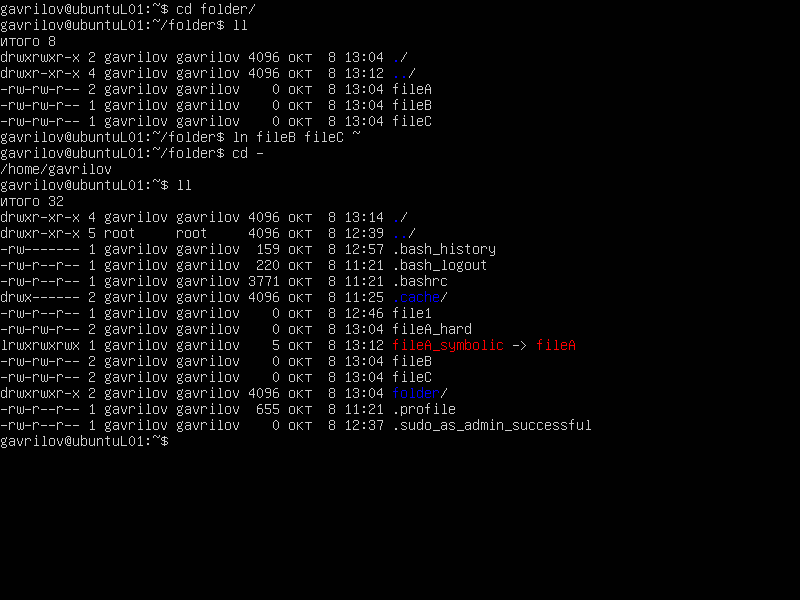 gavrilov@ubuntuL01:~$ cd folder/
gavrilov@ubuntuL01:~/folder$ ll
итого 8
drwxrwxr-x 2 gavrilov gavrilov 4096 окт  8 13:04 ./
drwxr-xr-x 4 gavrilov gavrilov 4096 окт  8 13:12 ../
-rw-rw-r-- 2 gavrilov gavrilov    0 окт  8 13:04 fileA
-rw-rw-r-- 1 gavrilov gavrilov    0 окт  8 13:04 fileB
-rw-rw-r-- 1 gavrilov gavrilov    0 окт  8 13:04 fileC
gavrilov@ubuntuL01:~/folder$ ln fileB fileC ~
gavrilov@ubuntuL01:~/folder$ cd -
/home/gavrilov
gavrilov@ubuntuL01:~$ ll
итого 32
drwxr-xr-x 4 gavrilov gavrilov 4096 окт  8 13:14 ./
drwxr-xr-x 5 root     root     4096 окт  8 12:39 ../
-rw------- 1 gavrilov gavrilov  159 окт  8 12:57 .bash_history
-rw-r--r-- 1 gavrilov gavrilov  220 окт  8 11:21 .bash_logout
-rw-r--r-- 1 gavrilov gavrilov 3771 окт  8 11:21 .bashrc
drwx------ 2 gavrilov gavrilov 4096 окт  8 11:25 .cache/
-rw-rw-r-- 1 gavrilov gavrilov    0 окт  8 12:46 file1
-rw-rw-r-- 2 gavrilov gavrilov    0 окт  8 13:04 fileA_hard
lrwxrwxrwx 1 gavrilov gavrilov    5 окт  8 13:12 fileA_symbolic -> fileA
-rw-rw-r-- 2 gavrilov gavrilov    0 окт  8 13:04 fileB
-rw-rw-r-- 2 gavrilov gavrilov    0 окт  8 13:04 fileC
drwxrwxr-x 2 gavrilov gavrilov 4096 окт  8 13:04 folder/
-rw-r--r-- 1 gavrilov gavrilov  655 окт  8 11:21 .profile
-rw-r--r-- 1 gavrilov gavrilov    0 окт  8 12:37 .sudo_as_admin_successful
gavrilov@ubuntuL01:~$